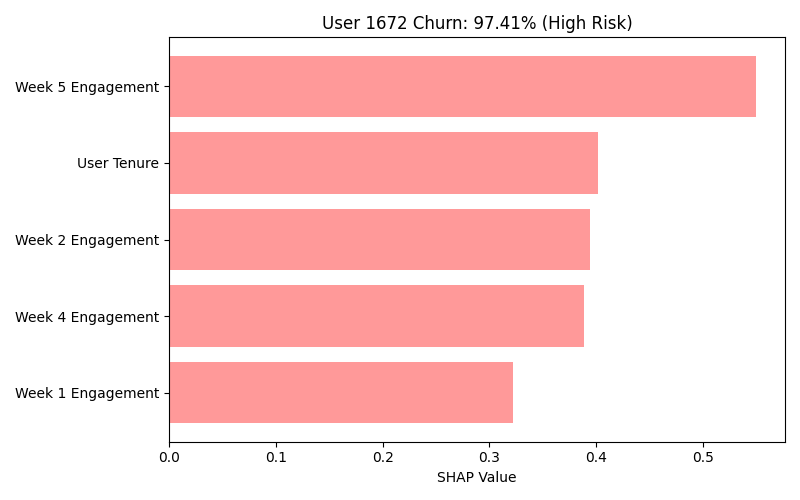 User 1672 Churn: 97.41% (High Risk)
Week 5 Engagement
User Tenure
Week 2 Engagement
Week 4 Engagement
Week 1 Engagement
0.0 0.1 0.2 0.3 0.4 0.5
SHAP Value